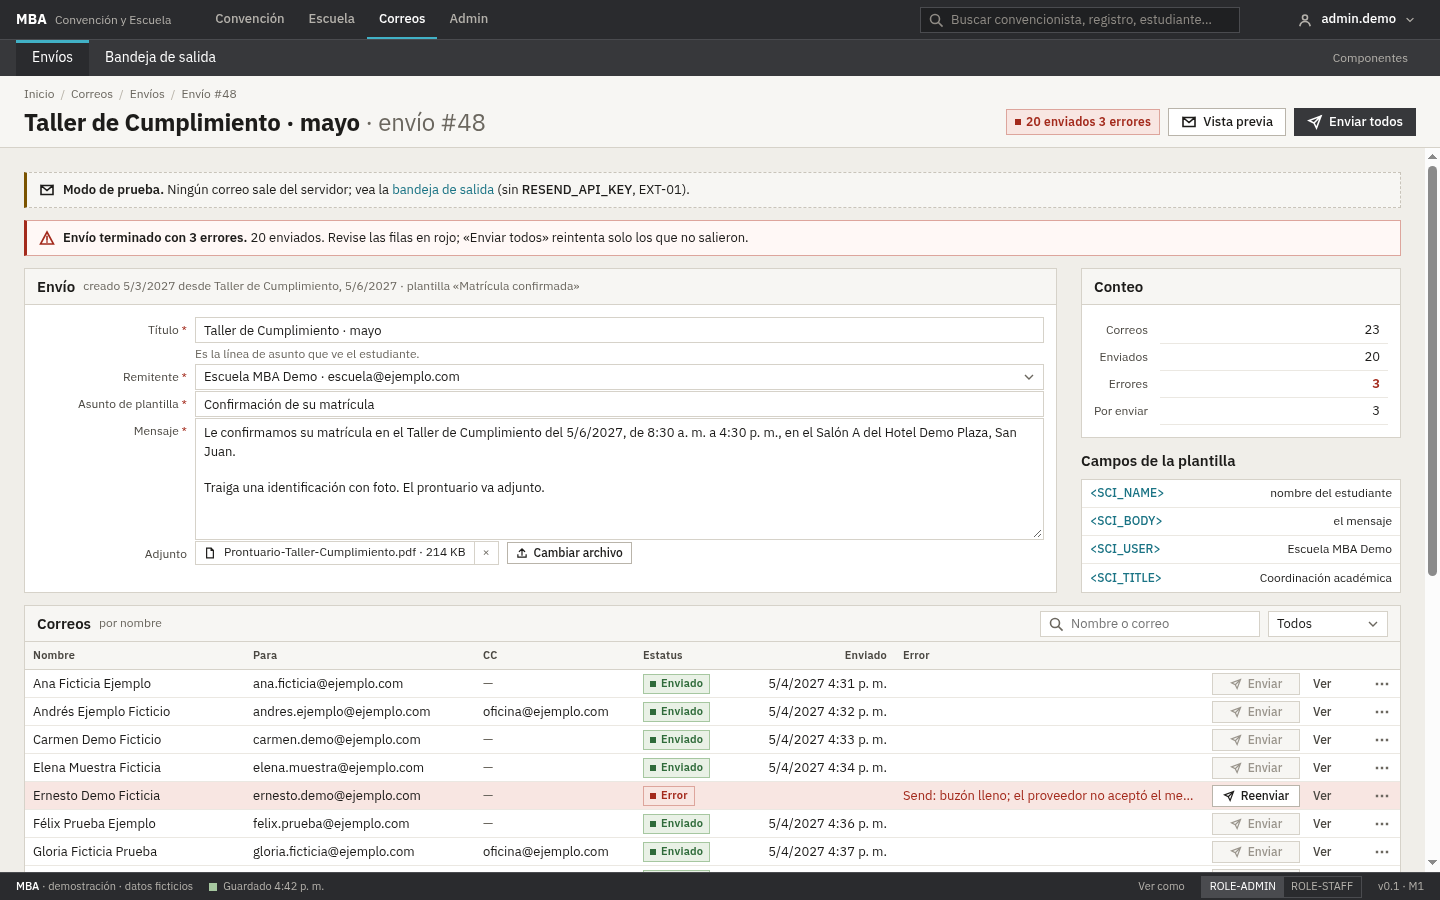 MBA Convención y Escuela Convención Escuela Correos Admin Buscar convencionista, registro, estudiante... admin.demo
Envíos Bandeja de salida Componentes
Inicio / Correos / Envíos / Envío #48
Taller de Cumplimiento · mayo · envío #48 20 enviados 3 errores Vista previa Enviar todos
Modo de prueba. Ningún correo sale del servidor; vea la bandeja de salida (sin RESEND_API_KEY, EXT-01).
Envío terminado con 3 errores. 20 enviados. Revise las filas en rojo; «Enviar todos» reintenta solo los que no salieron.
Envío creado 5/3/2027 desde Taller de Cumplimiento, 5/6/2027 · plantilla «Matrícula confirmada»
Título * Taller de Cumplimiento · mayo
Es la línea de asunto que ve el estudiante.
Remitente * Escuela MBA Demo · escuela@ejemplo.com
Asunto de plantilla * Confirmación de su matrícula
Mensaje * Le confirmamos su matrícula en el Taller de Cumplimiento del 5/6/2027, de 8:30 a. m. a 4:30 p. m., en el Salón A del Hotel Demo Plaza, San
Juan.
Traiga una identificación con foto. El prontuario va adjunto.
Adjunto Prontuario-Taller-Cumplimiento.pdf · 214 KB × Cambiar archivo
Conteo
Correos 23
Enviados 20
Errores 3
Por enviar 3
Campos de la plantilla
<SCI_NAME> nombre del estudiante
<SCI_BODY> el mensaje
<SCI_USER> Escuela MBA Demo
<SCI_TITLE> Coordinación académica
Correos por nombre Nombre o correo Todos
Nombre Para CC Estatus Enviado Error
Ana Ficticia Ejemplo ana.ficticia@ejemplo.com — Enviado 5/4/2027 4:31 p. m. Enviar Ver
Andrés Ejemplo Ficticio andres.ejemplo@ejemplo.com oficina@ejemplo.com Enviado 5/4/2027 4:32 p. m. Enviar Ver
Carmen Demo Ficticio carmen.demo@ejemplo.com — Enviado 5/4/2027 4:33 p. m. Enviar Ver
Elena Muestra Ficticia elena.muestra@ejemplo.com — Enviado 5/4/2027 4:34 p. m. Enviar Ver
Ernesto Demo Ficticia ernesto.demo@ejemplo.com — Error Send: buzón lleno; el proveedor no aceptó el me... Reenviar Ver
Félix Prueba Ejemplo felix.prueba@ejemplo.com — Enviado 5/4/2027 4:36 p. m. Enviar Ver
Gloria Ficticia Prueba gloria.ficticia@ejemplo.com oficina@ejemplo.com Enviado 5/4/2027 4:37 p. m. Enviar Ver
MBA · demostración · datos ficticios Guardado 4:42 p. m. Ver como ROLE-ADMIN ROLE-STAFF v0.1 · M1